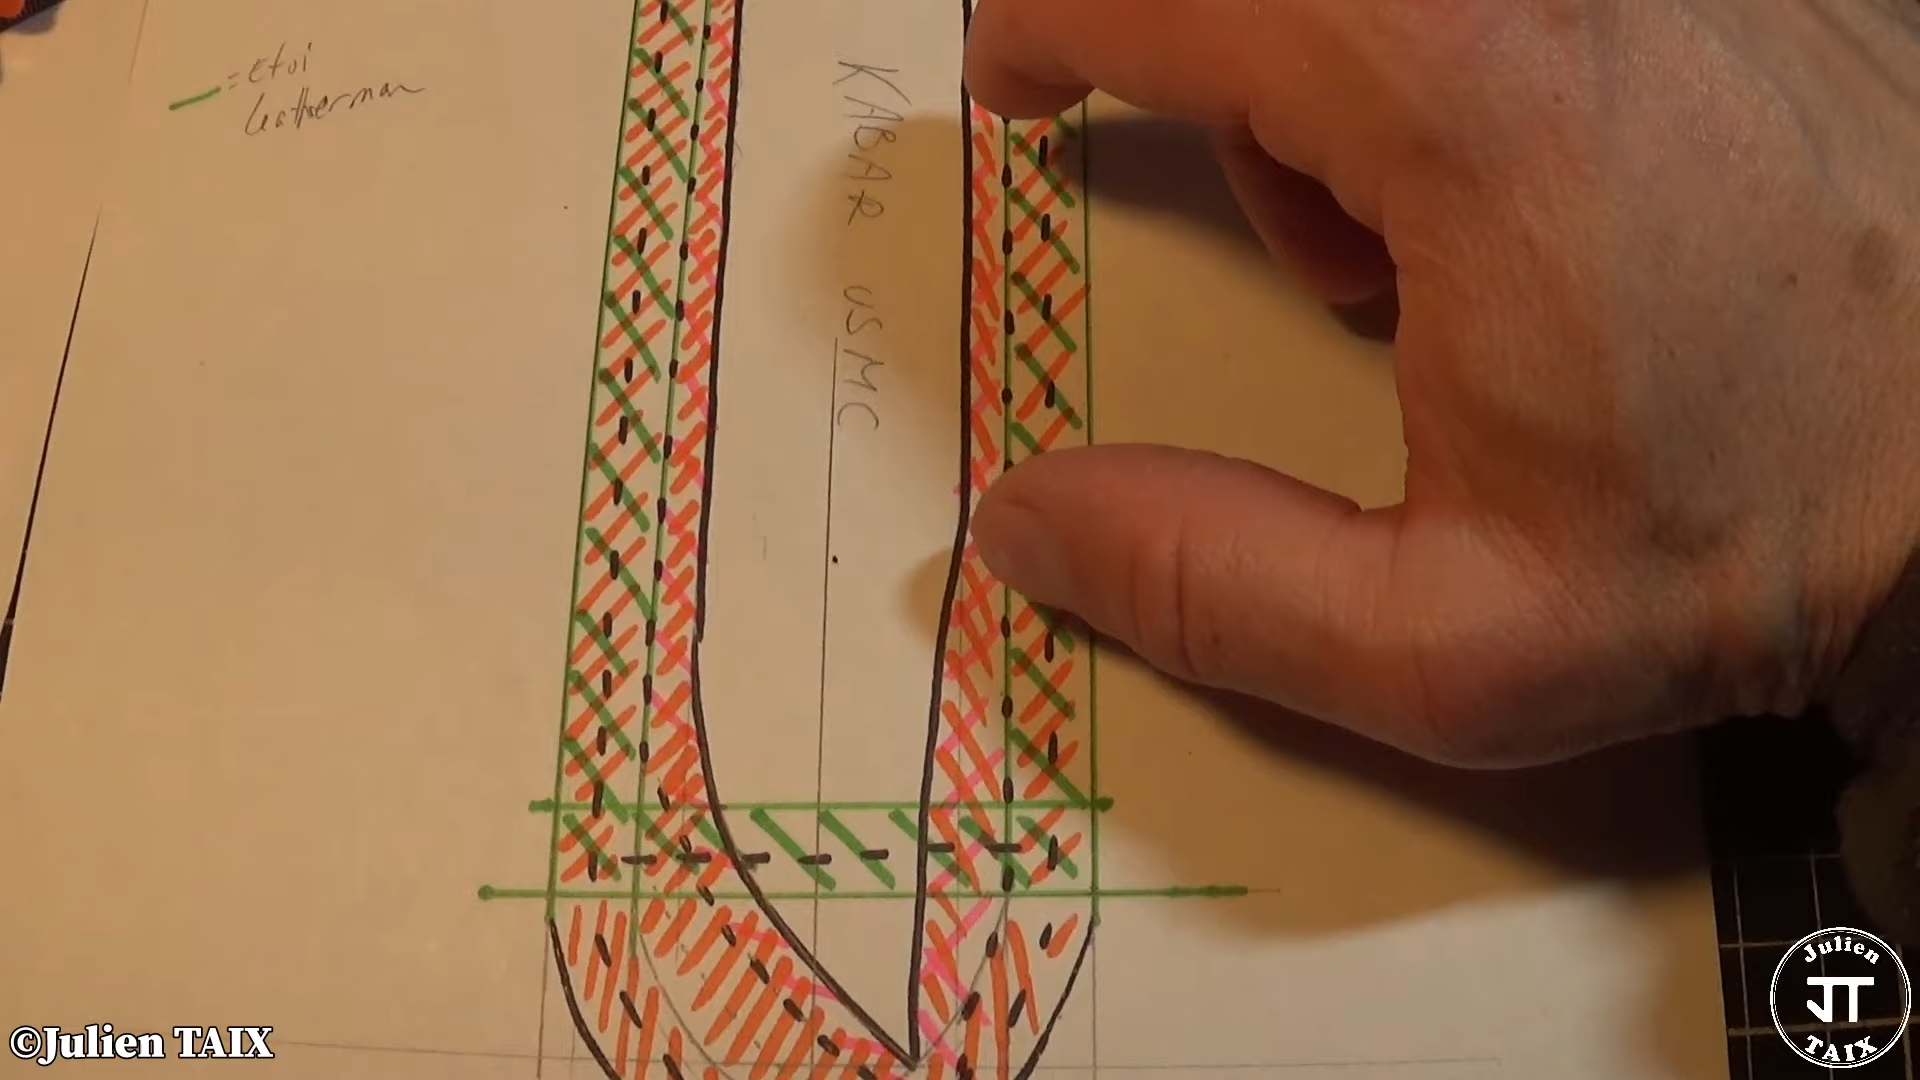 = Etui
Leatherman
KABAR USMC
©Julien TAIX
Julien
JT
TAIX